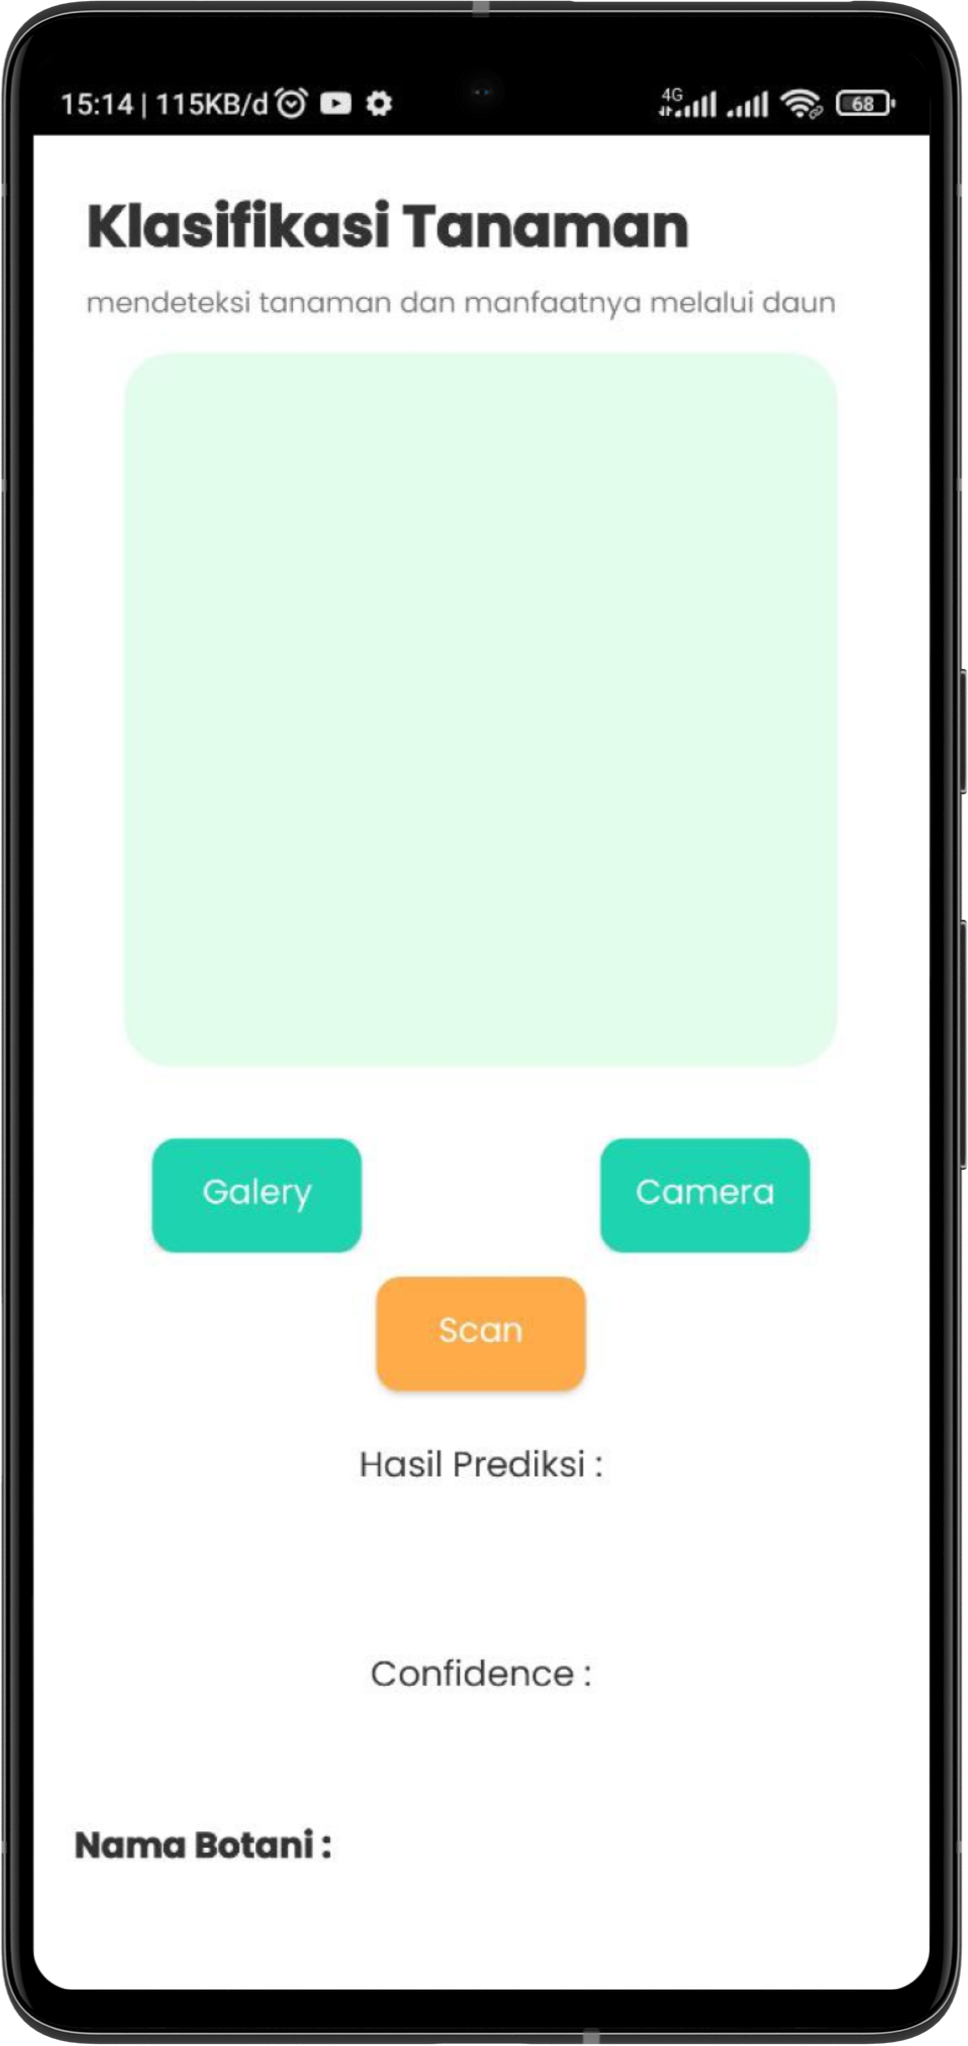 15:14 | 115KB/d
4G
68
Klasifikasi Tanaman
mendeteksi tanaman dan manfaatnya melalui daun
Galery
Camera
Scan
Hasil Prediksi :
Confidence :
Nama Botani :